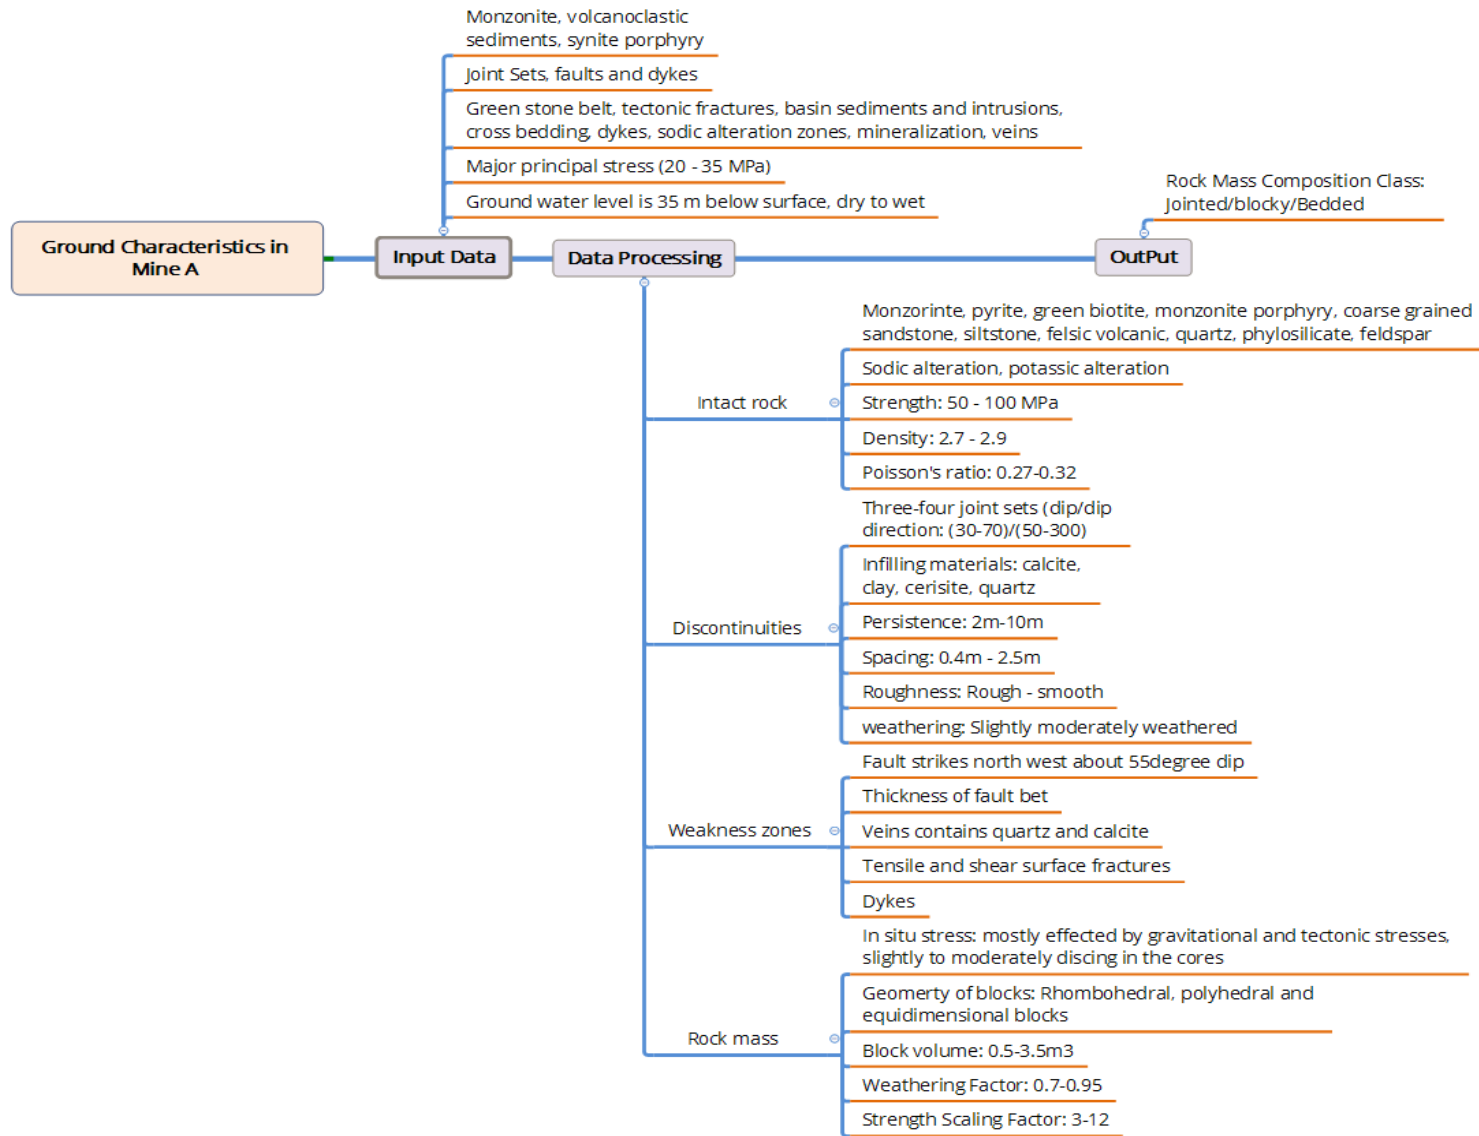 Monzonite, volcanoclastic
sediments, synite porphyry
Joint Sets, faults and dykes
Green stone belt, tectonic fractures, basin sediments and intrusions,
cross bedding, dykes, sodic alteration zones, mineralization, veins
Major principal stress (20 - 35 MPa)
Ground water level is 35 m below surface, dry to wet
Rock Mass Composition Class:
Jointed/blocky/Bedded
Ground Characteristics in
Mine A
Input Data
Data Processing
OutPut
Intact rock
Monzorinte, pyrite, green biotite, monzonite porphyry, coarse grained
sandstone, siltstone, felsic volcanic, quartz, phylosilicate, feldspar
Sodic alteration, potassic alteration
Strength: 50 - 100 MPa
Density: 2.7 - 2.9
Poisson's ratio: 0.27-0.32
Discontinuities
Three-four joint sets (dip/dip
direction: (30-70)/(50-300)
Infilling materials: calcite,
clay, cerisite, quartz
Persistence: 2m-10m
Spacing: 0.4m - 2.5m
Roughness: Rough - smooth
weathering: Slightly moderately weathered
Weakness zones
Fault strikes north west about 55degree dip
Thickness of fault bet
Veins contains quartz and calcite
Tensile and shear surface fractures
Dykes
Rock mass
In situ stress: mostly effected by gravitational and tectonic stresses,
slightly to moderately discing in the cores
Geomerty of blocks: Rhombohedral, polyhedral and
equidimensional blocks
Block volume: 0.5-3.5m3
Weathering Factor: 0.7-0.95
Strength Scaling Factor: 3-12